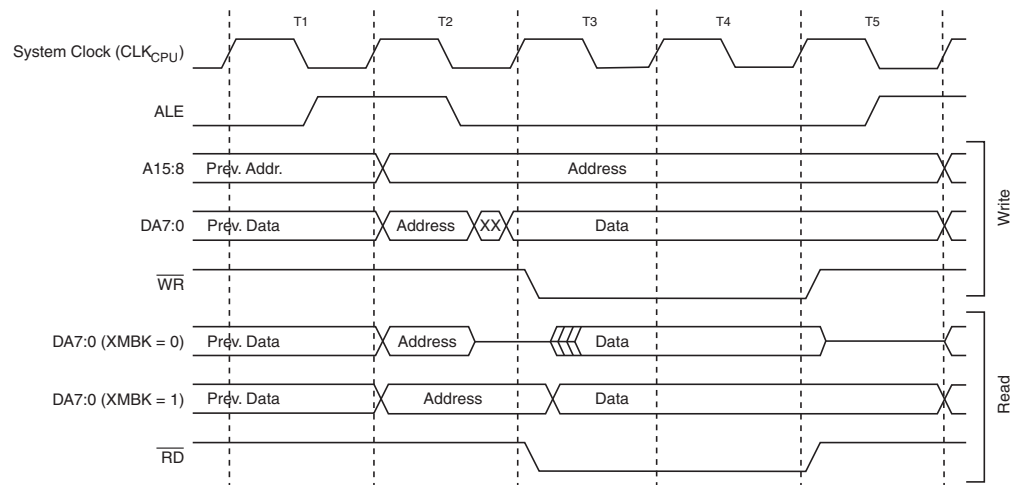 T1 T2 T3 T4 T5
System Clock (CLKCPU)
ALE
A15:8 Prev. Addr. Address
DA7:0 Prev. Data Address XX Data
WR
Write
DA7:0 (XMBK = 0) Prev. Data Address Data
DA7:0 (XMBK = 1) Prev. Data Address Data
RD
Read